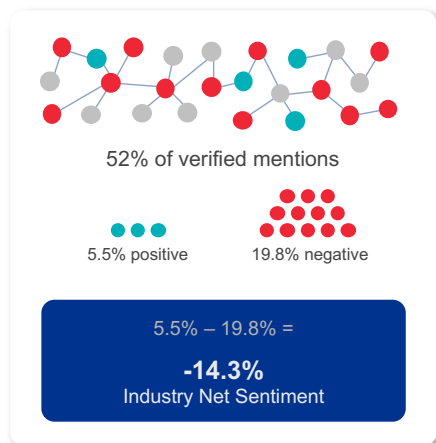 52% of verified mentions
5.5% positive
19.8% negative
5.5% – 19.8% =
-14.3%
Industry Net Sentiment